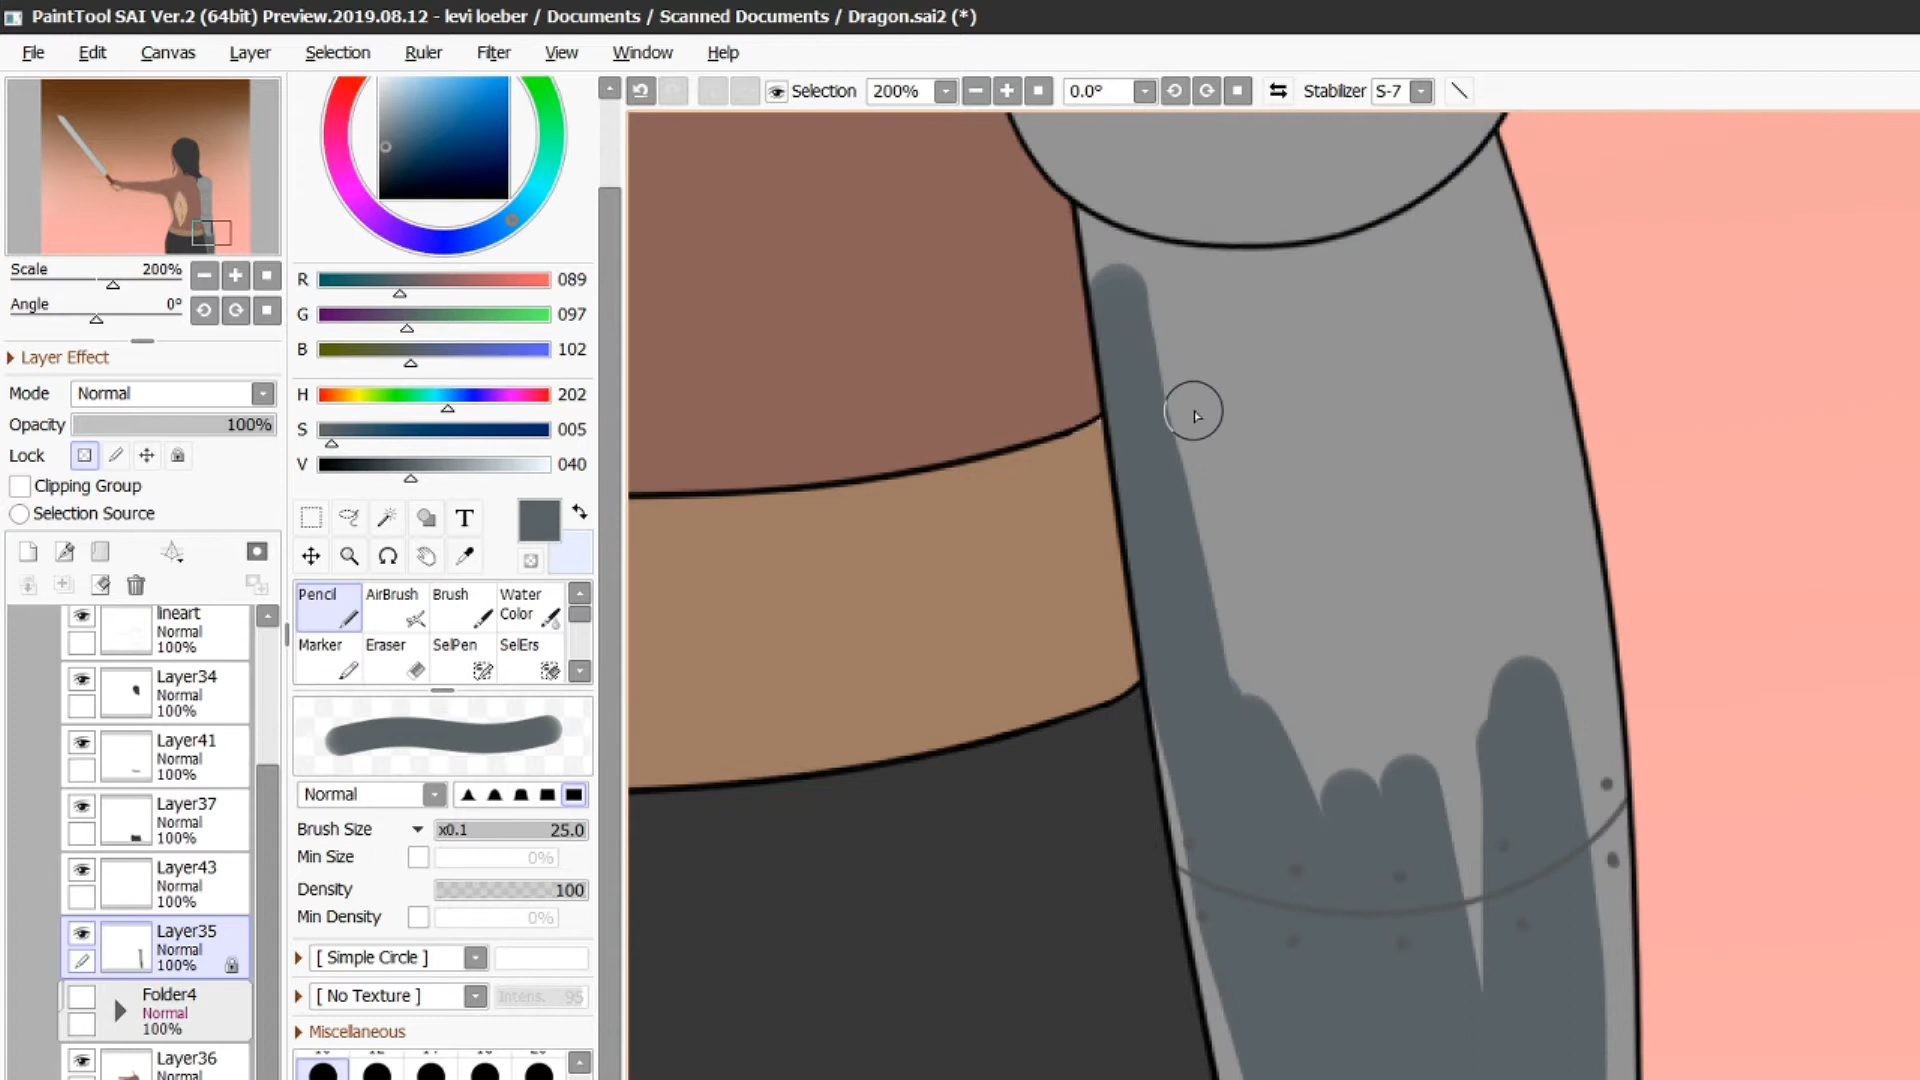 PaintTool SAI Ver.2 (64bit) Preview.2019.08.12 - levi loeber / Documents / Scanned Documents / Dragon.sai2 (*)
File Edit Canvas Layer Selection Ruler Filter View Window Help
Selection 200% 0.0° Stabilizer S-7
Scale 200%
Angle 0°
Layer Effect
Mode Normal
Opacity 100%
Lock
Clipping Group
Selection Source
lineart
Normal
100%
Layer34
Normal
100%
Layer41
Normal
100%
Layer37
Normal
100%
Layer43
Normal
100%
Layer35
Normal
100%
Folder4
Normal
100%
Layer36
Normal
R 089
G 097
B 102
H 202
S 005
V 040
T
Pencil AirBrush Brush Water Color
Marker Eraser SelPen SelErs
Normal
Brush Size x0.1 25.0
Min Size 0%
Density 100
Min Density 0%
[ Simple Circle ]
[ No Texture ] Intens. 95
Miscellaneous